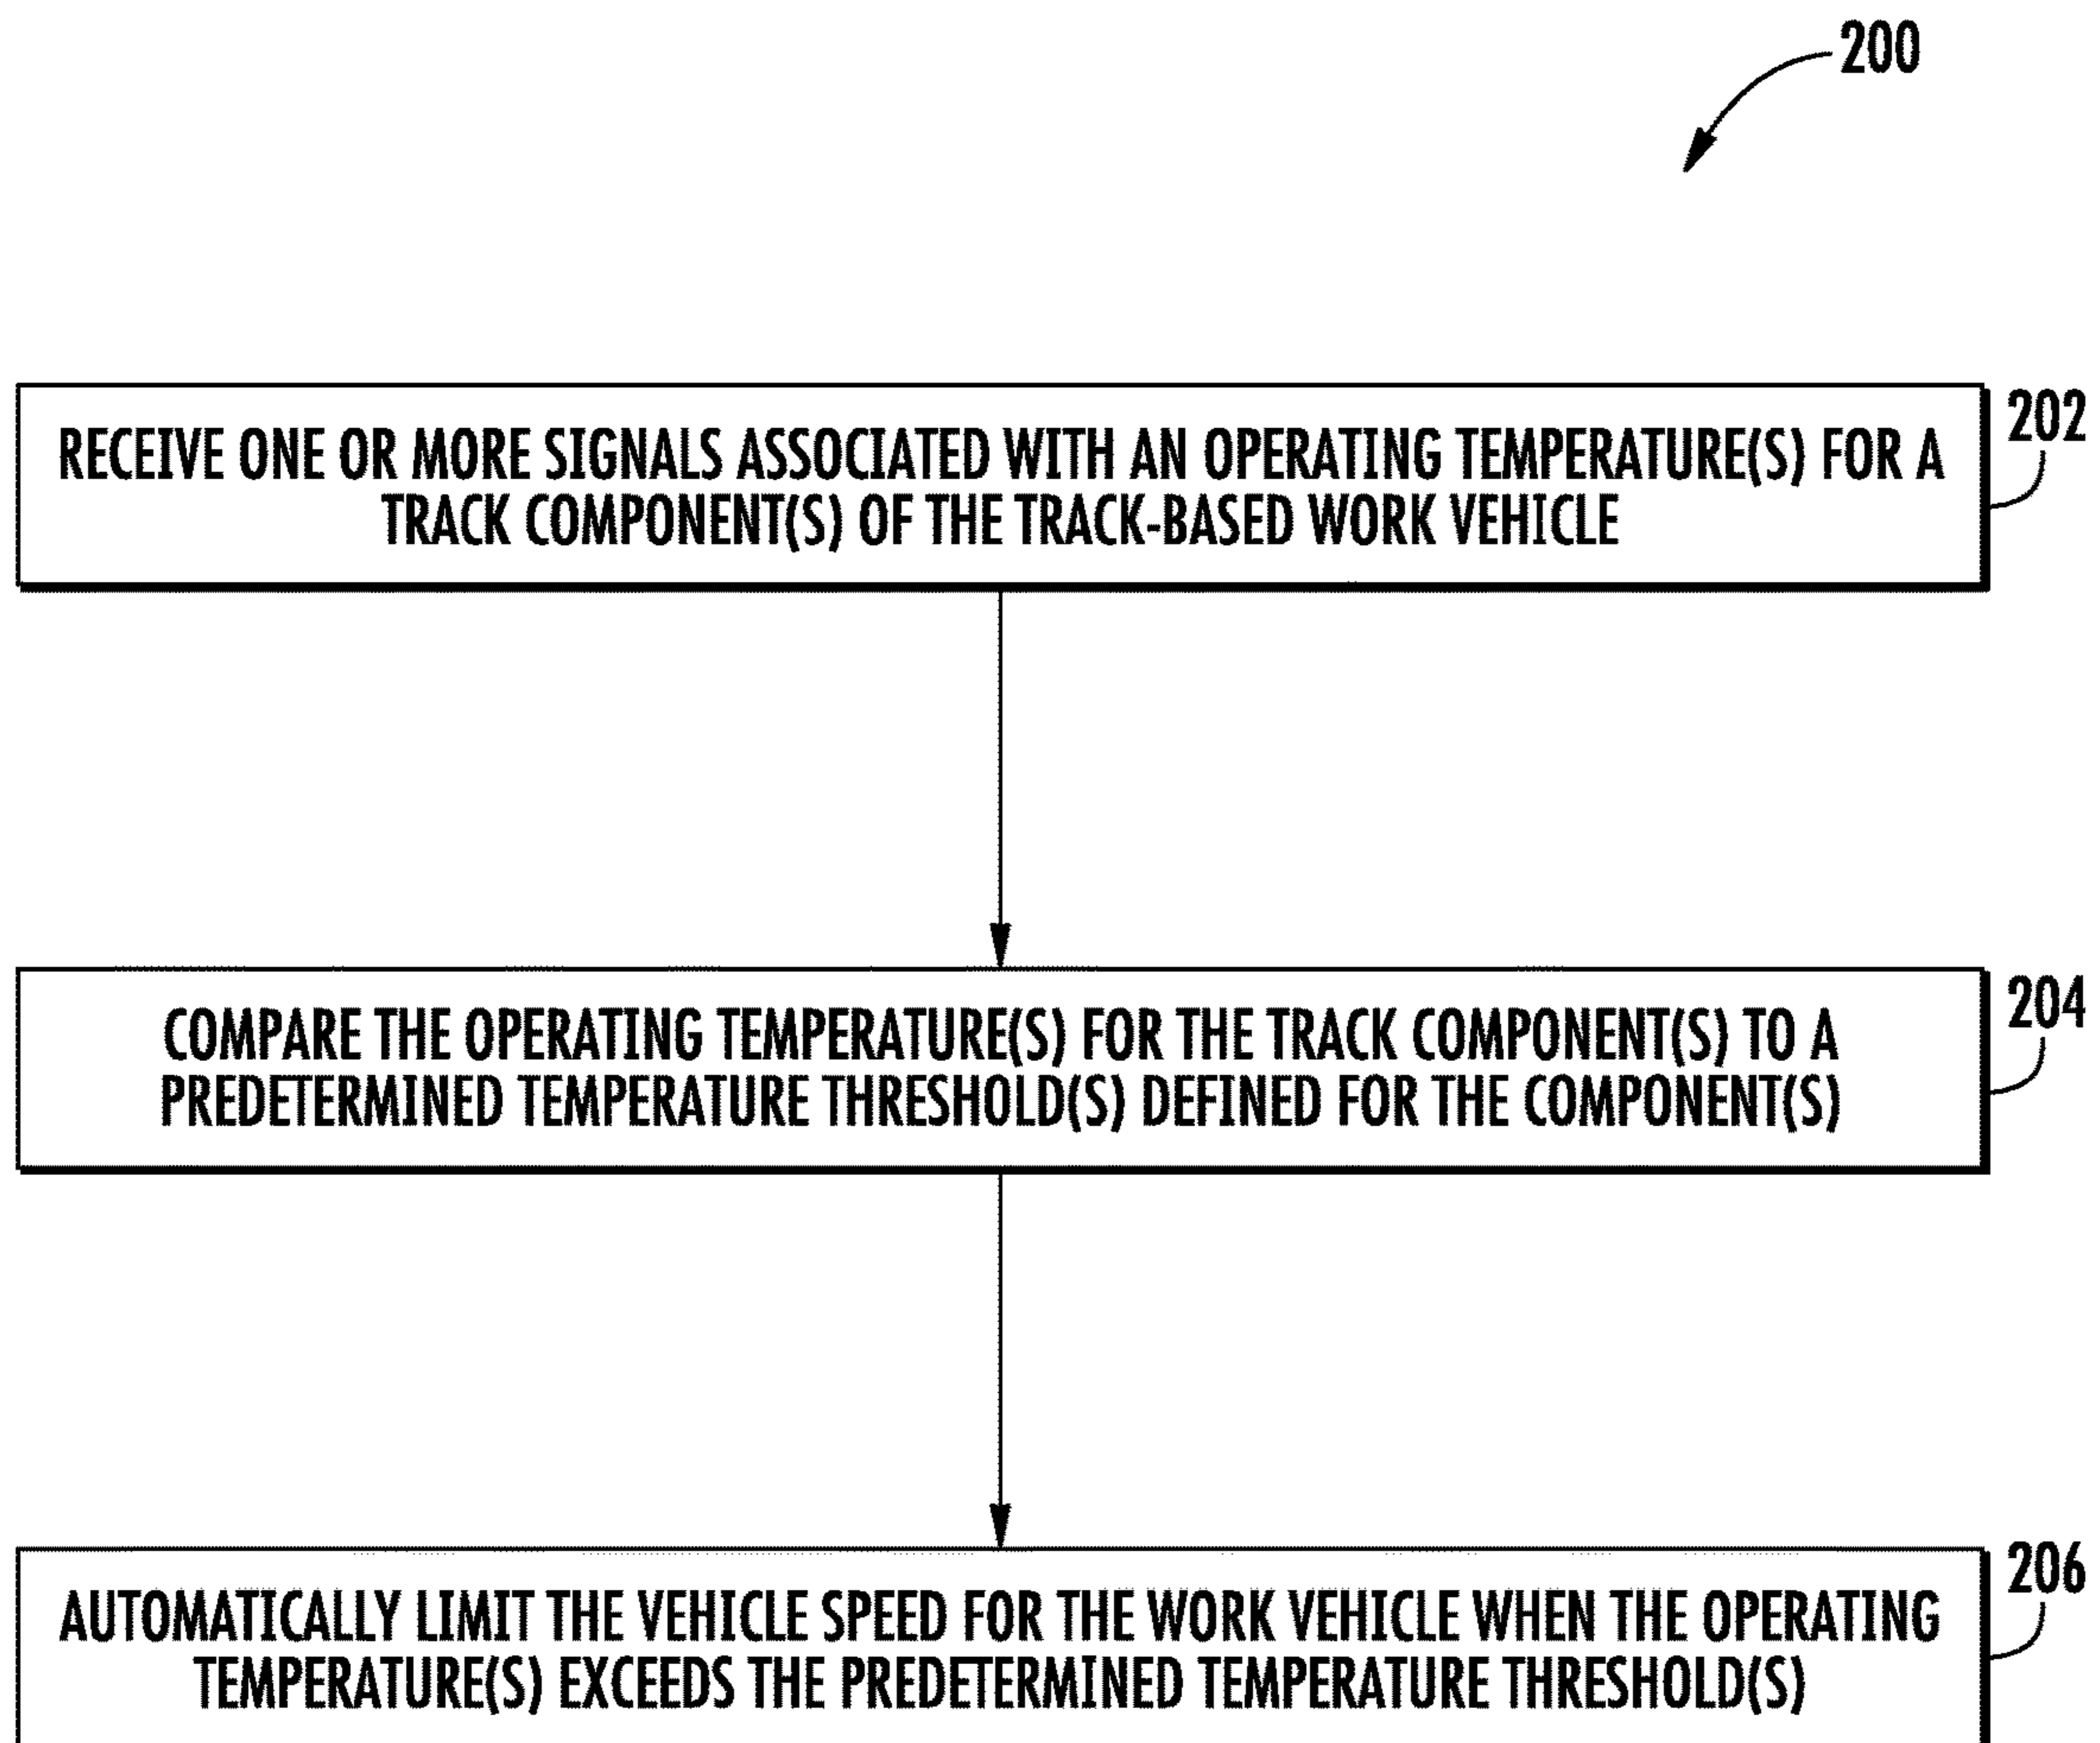 200
RECEIVE ONE OR MORE SIGNALS ASSOCIATED WITH AN OPERATING TEMPERATURE(S) FOR A
TRACK COMPONENT(S) OF THE TRACK-BASED WORK VEHICLE
202
COMPARE THE OPERATING TEMPERATURE(S) FOR THE TRACK COMPONENT(S) TO A
PREDETERMINED TEMPERATURE THRESHOLD(S) DEFINED FOR THE COMPONENT(S)
204
AUTOMATICALLY LIMIT THE VEHICLE SPEED FOR THE WORK VEHICLE WHEN THE OPERATING
TEMPERATURE(S) EXCEEDS THE PREDETERMINED TEMPERATURE THRESHOLD(S)
206